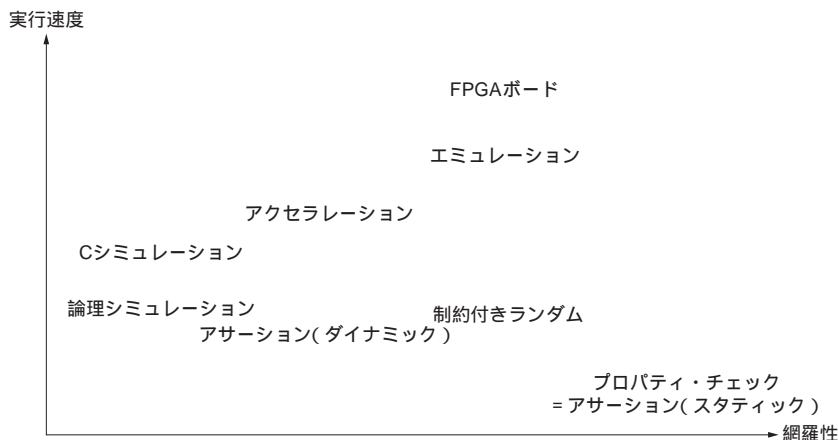 実行速度
FPGAボード
エミュレーション
アクセラレーション
Cシミュレーション
論理シミュレーション
制約付きランダム
アサーション(ダイナミック)
プロパティ・チェック
=アサーション(スタティック)
網羅性